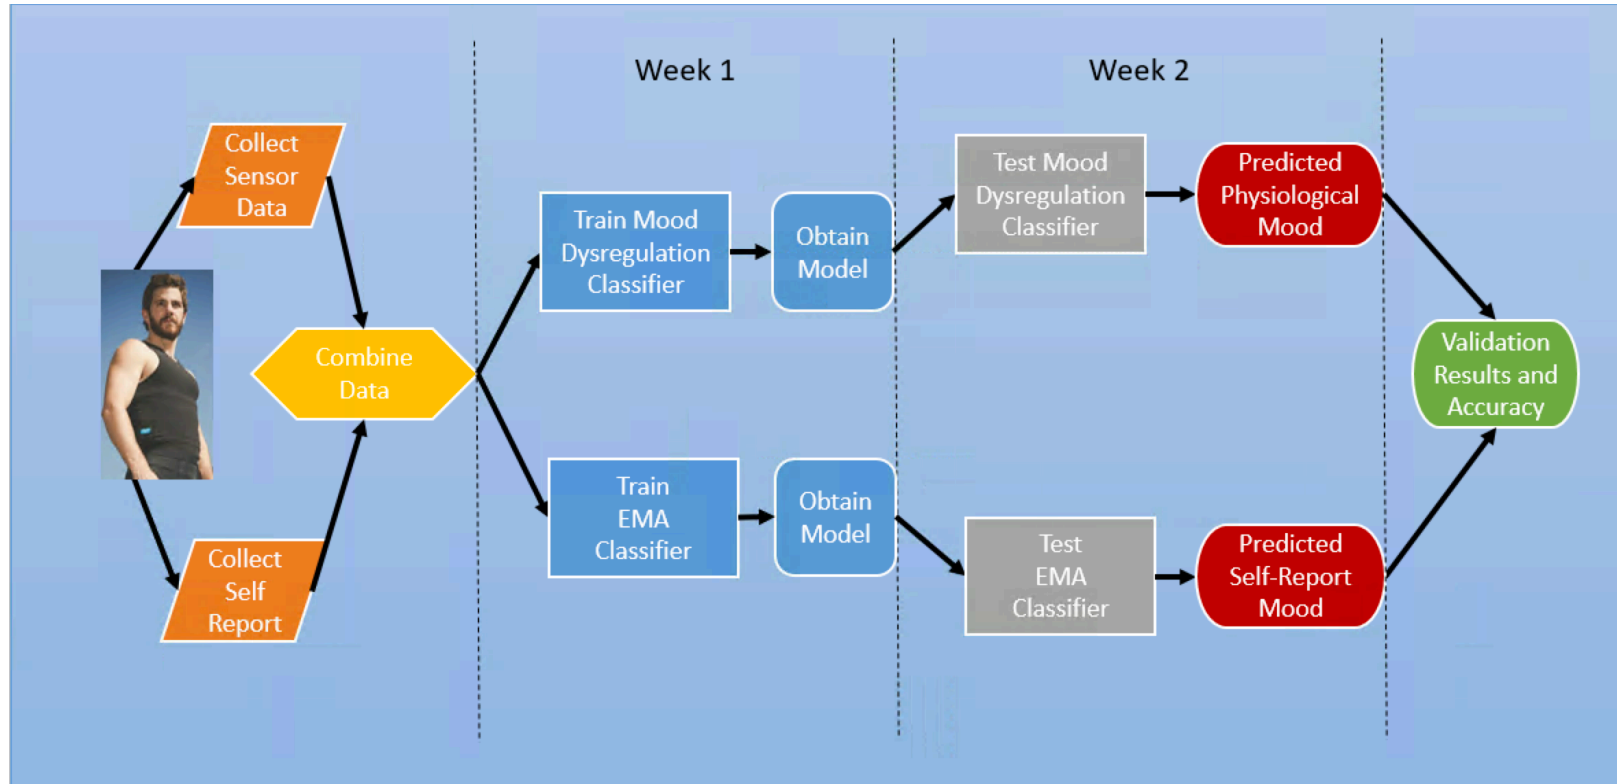 Week 1
Week 2
Collect
Sensor
Data
Combine
Data
Collect
Self
Report
Train Mood
Dysregulation
Classifier
Obtain
Model
Train
EMA
Classifier
Obtain
Model
Test Mood
Dysregulation
Classifier
Predicted
Physiological
Mood
Test
EMA
Classifier
Predicted
Self-Report
Mood
Validation
Results and
Accuracy